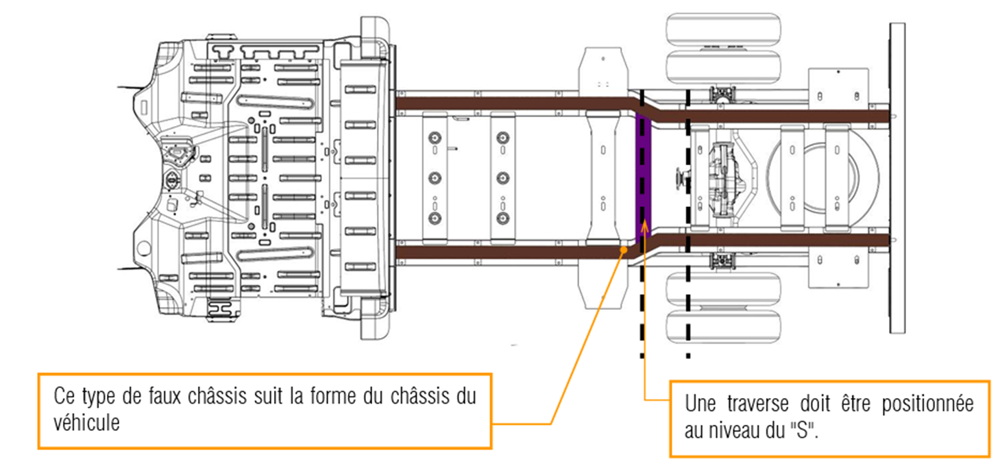 Ce type de faux châssis suit la forme du châssis du
véhicule
Une traverse doit être positionnée
au niveau du "S".